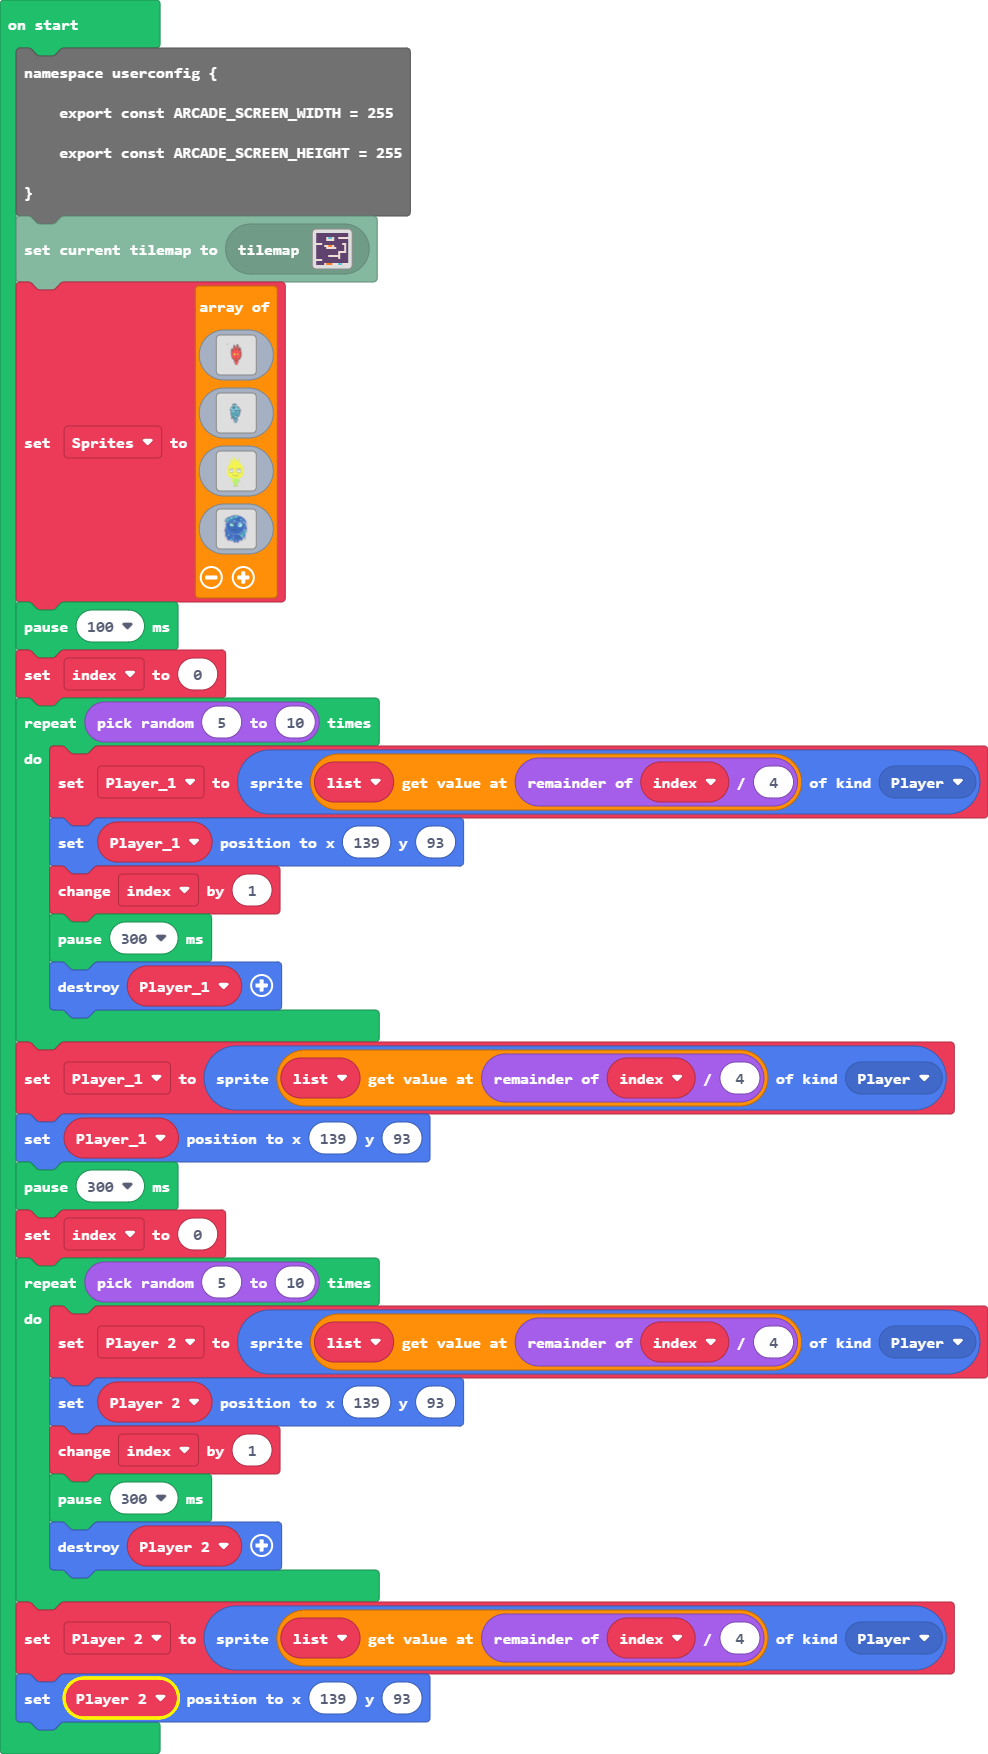 on start
namespace userconfig {
export const ARCADE_SCREEN_WIDTH = 255
export const ARCADE_SCREEN_HEIGHT = 255
}
set current tilemap to tilemap
array of
set Sprites to
pause 100 ms
set index to 0
repeat pick random 5 to 10 times
do
set Player_1 to sprite list get value at remainder of index / 4 of kind Player
set Player_1 position to x 139 y 93
change index by 1
pause 300 ms
destroy Player_1
set Player_1 to sprite list get value at remainder of index / 4 of kind Player
set Player_1 position to x 139 y 93
pause 300 ms
set index to 0
repeat pick random 5 to 10 times
do
set Player 2 to sprite list get value at remainder of index / 4 of kind Player
set Player 2 position to x 139 y 93
change index by 1
pause 300 ms
destroy Player 2
set Player 2 to sprite list get value at remainder of index / 4 of kind Player
set Player 2 position to x 139 y 93